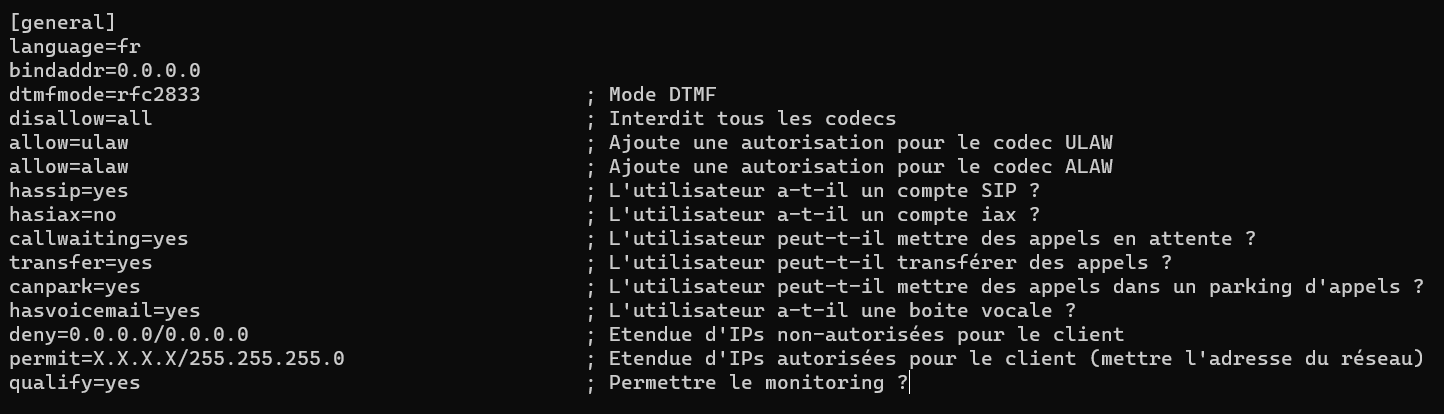 [general]
language=fr
bindaddr=0.0.0.0
dtmfmode=rfc2833 ; Mode DTMF
disallow=all ; Interdit tous les codecs
allow=ulaw ; Ajoute une autorisation pour le codec ULAW
allow=alaw ; Ajoute une autorisation pour le codec ALAW
hassip=yes ; L'utilisateur a-t-il un compte SIP ?
hasiax=no ; L'utilisateur a-t-il un compte iax ?
callwaiting=yes ; L'utilisateur peut-t-il mettre des appels en attente ?
transfer=yes ; L'utilisateur peut-t-il transférer des appels ?
canpark=yes ; L'utilisateur peut-t-il mettre des appels dans un parking d'appels ?
hasvoicemail=yes ; L'utilisateur a-t-il une boite vocale ?
deny=0.0.0.0/0.0.0.0 ; Etendue d'IPs non-autorisées pour le client
permit=X.X.X.X/255.255.255.0 ; Etendue d'IPs autorisées pour le client (mettre l'adresse du réseau)
qualify=yes ; Permettre le monitoring ?